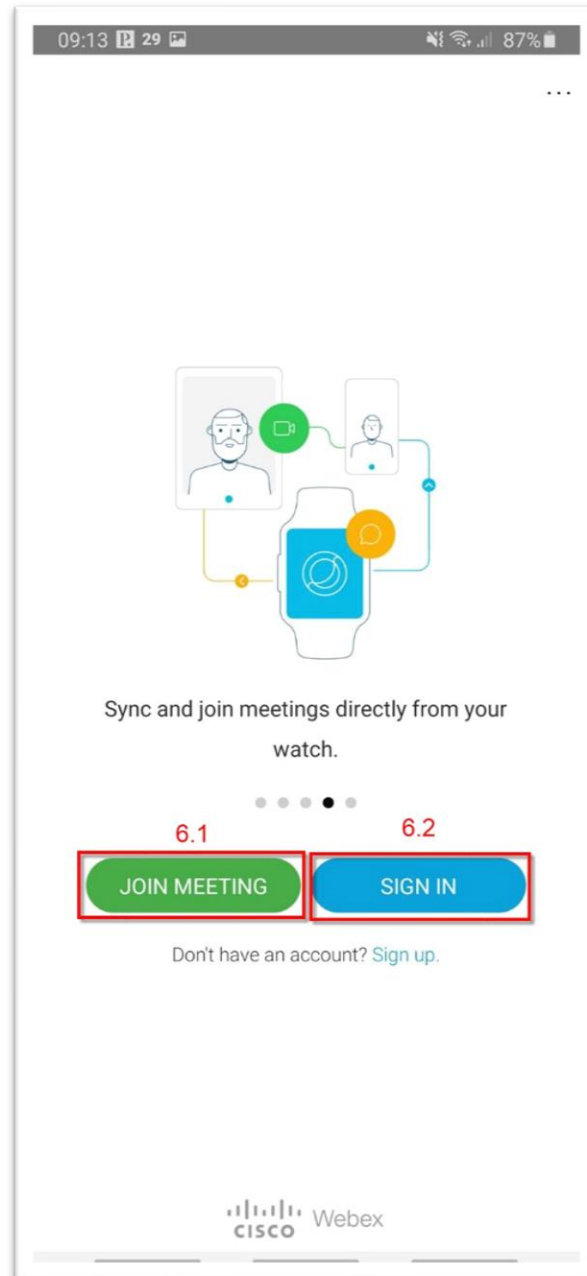 09:13 29 87%
...
Sync and join meetings directly from your
watch.
6.1 6.2
JOIN MEETING SIGN IN
Don't have an account? Sign up.
CISCO Webex